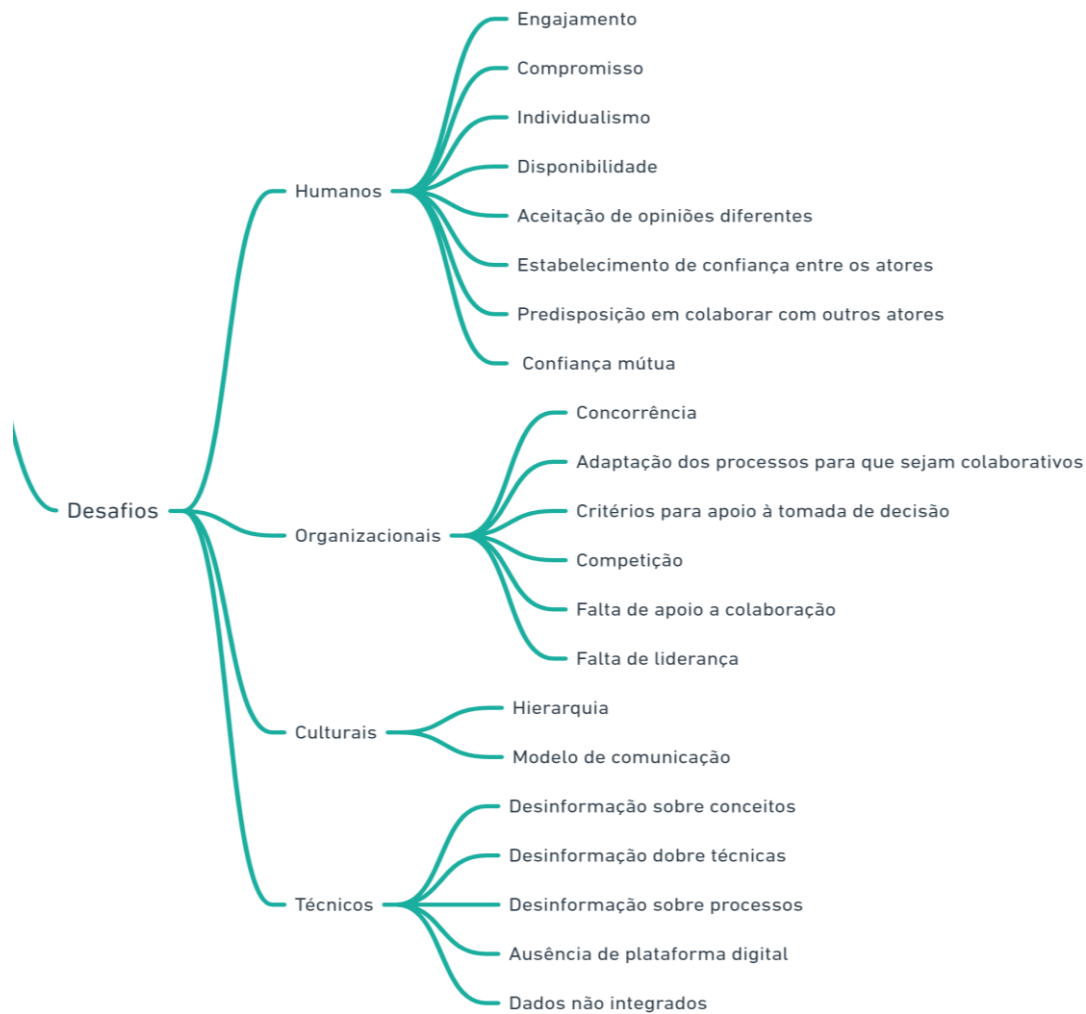 Engajamento
Compromisso
Individualismo
Disponibilidade
Humanos
Aceitação de opiniões diferentes
Estabelecimento de confiança entre os atores
Predisposição em colaborar com outros atores
Confiança mútua
Concorrência
Adaptação dos processos para que sejam colaborativos
Desafios
Critérios para apoio à tomada de decisão
Organizacionais
Competição
Falta de apoio a colaboração
Falta de liderança
Hierarquia
Culturais
Modelo de comunicação
Desinformação sobre conceitos
Desinformação dobre técnicas
Técnicos
Desinformação sobre processos
Ausência de plataforma digital
Dados não integrados